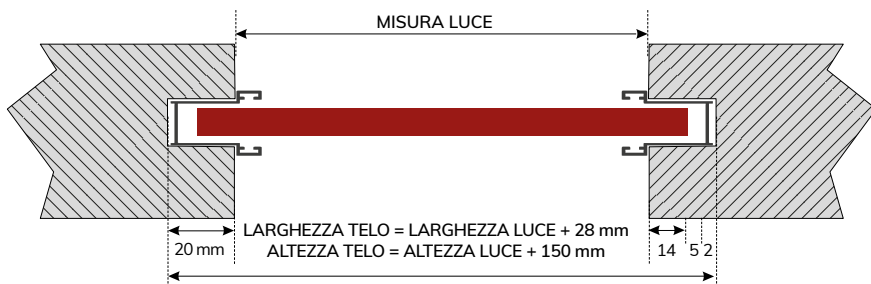 MISURA LUCE
LARGHEZZA TELO = LARGHEZZA LUCE + 28 mm
ALTEZZA TELO = ALTEZZA LUCE + 150 mm
20 mm
14
5
2